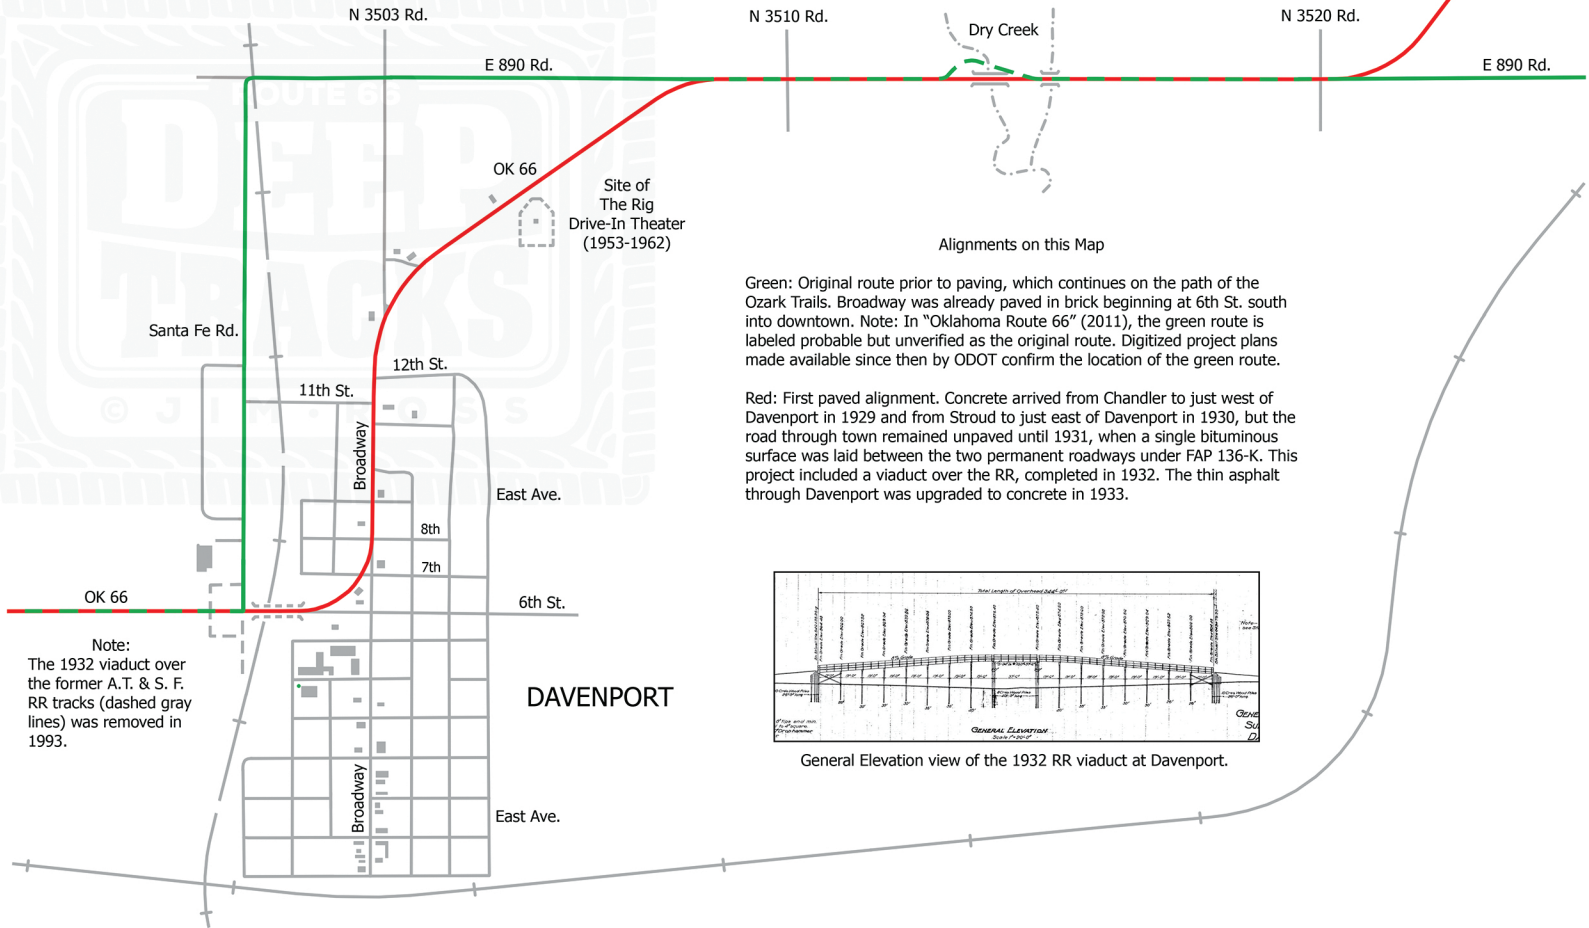 N 3503 Rd.
N 3510 Rd.
N 3520 Rd.
Dry Creek
E 890 Rd.
E 890 Rd.
ROUTE 66
DEEP
TRACKS
© JIM ROSS
OK 66
Site of
The Rig
Drive-In Theater
(1953-1962)
Santa Fe Rd.
12th St.
11th St.
Broadway
East Ave.
8th
7th
6th St.
OK 66
Note:
The 1932 viaduct over
the former A.T. & S. F.
RR tracks (dashed gray
lines) was removed in
1993.
DAVENPORT
Broadway
East Ave.
Alignments on this Map
Green: Original route prior to paving, which continues on the path of the
Ozark Trails. Broadway was already paved in brick beginning at 6th St. south
into downtown. Note: In “Oklahoma Route 66” (2011), the green route is
labeled probable but unverified as the original route. Digitized project plans
made available since then by ODOT confirm the location of the green route.
Red: First paved alignment. Concrete arrived from Chandler to just west of
Davenport in 1929 and from Stroud to just east of Davenport in 1930, but the
road through town remained unpaved until 1931, when a single bituminous
surface was laid between the two permanent roadways under FAP 136-K. This
project included a viaduct over the RR, completed in 1932. The thin asphalt
through Davenport was upgraded to concrete in 1933.
Total Length of Overhead
GENERAL ELEVATION
General Elevation view of the 1932 RR viaduct at Davenport.